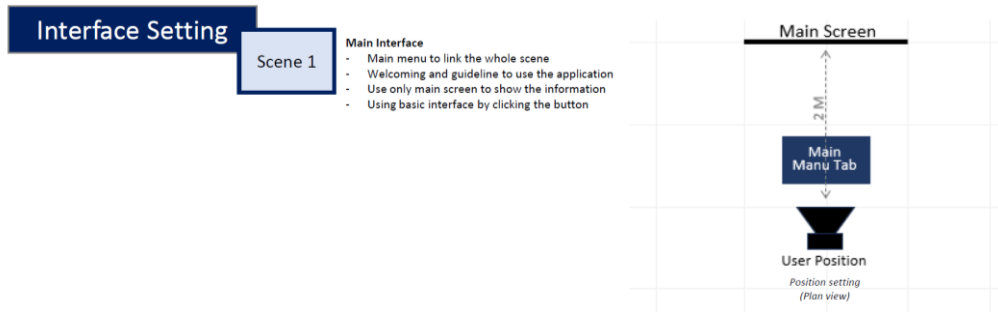 Interface Setting
Scene 1
Main Interface
- Main menu to link the whole scene
- Welcoming and guideline to use the application
- Use only main screen to show the information
- Using basic interface by clicking the button
Main Screen
2 M
Main
Manu Tab
User Position
Position setting
(Plan view)